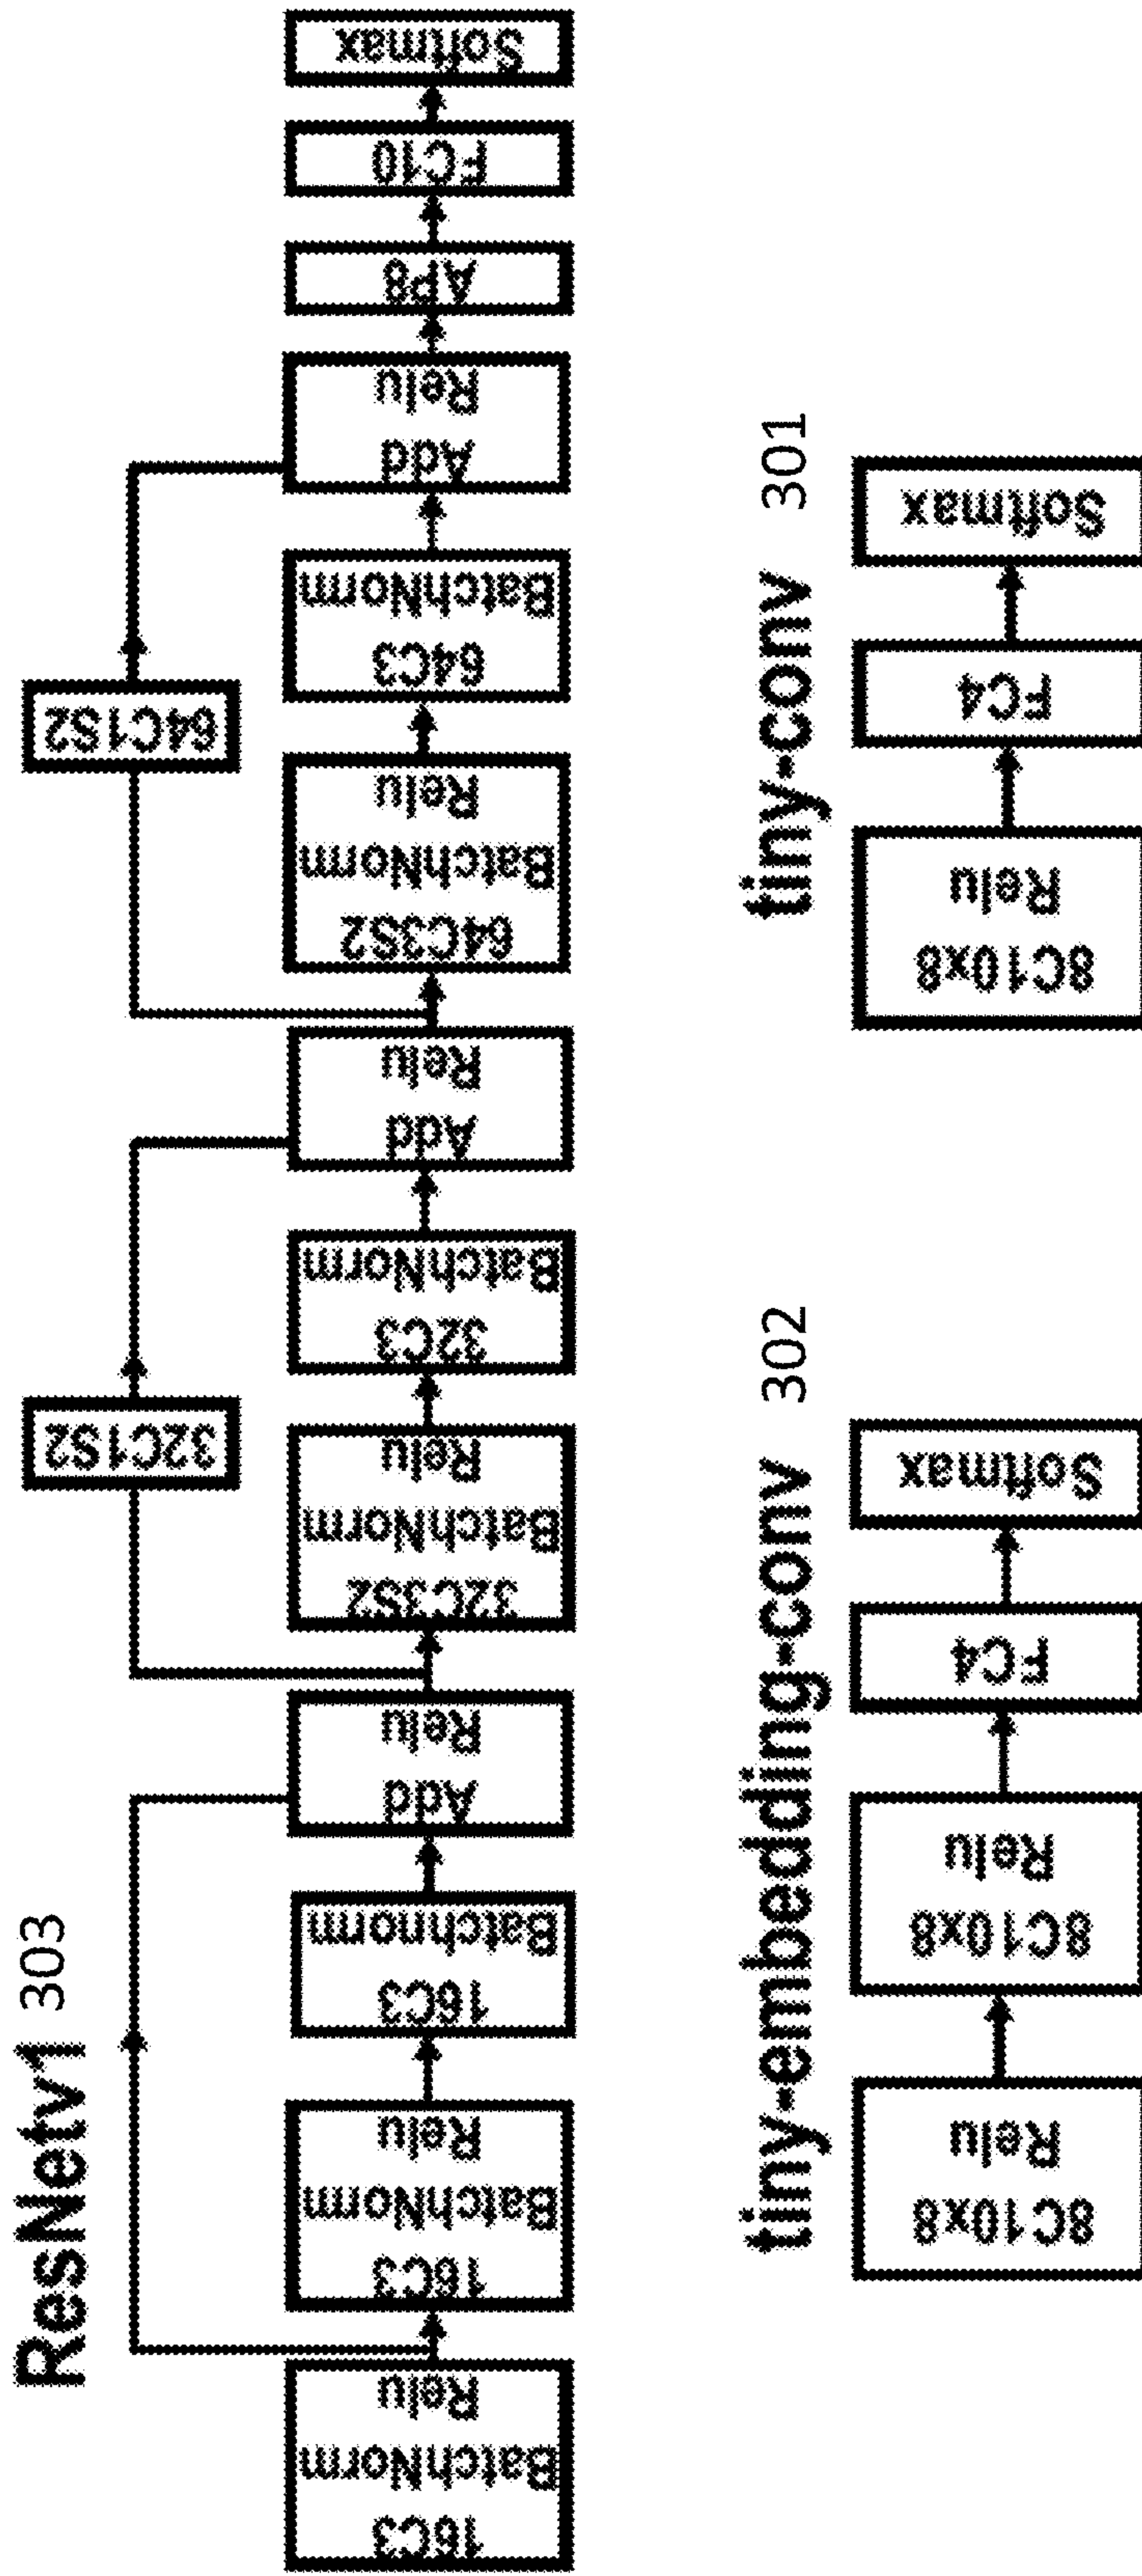 ResNetv1 303
16C3
BatchNorm
Relu
16C3
BatchNorm
Relu
16C3
Batchnorm
Add
Relu
32C1S2
32C3S2
BatchNorm
Relu
32C3
BatchNorm
Add
Relu
64C1S2
64C3S2
BatchNorm
Relu
64C3
BatchNorm
Add
Relu
AP8
FC10
Softmax
tiny-embedding-conv 302
8C10x8
Relu
8C10x8
Relu
FC4
Softmax
tiny-conv 301
8C10x8
Relu
FC4
Softmax